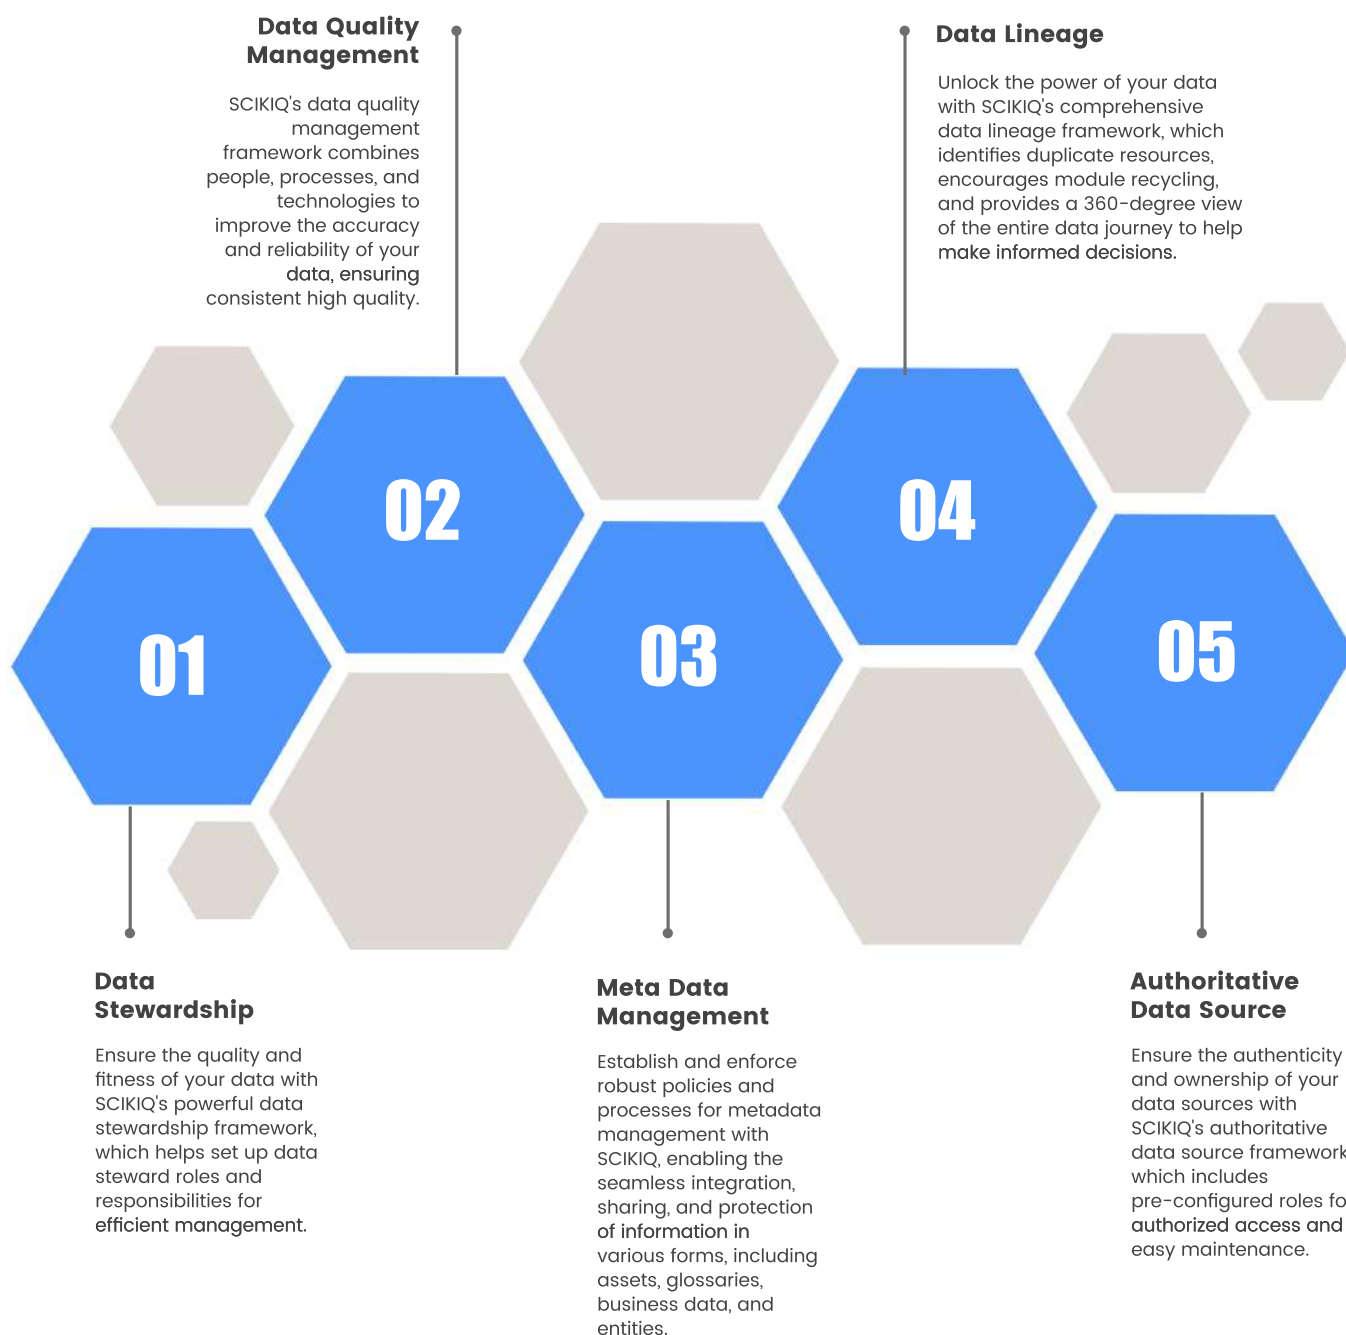 Data Quality
Management
SCIKIQ's data quality
management
framework combines
people, processes, and
technologies to
improve the accuracy
and reliability of your
data, ensuring
consistent high quality.
Data Lineage
Unlock the power of your data
with SCIKIQ's comprehensive
data lineage framework, which
identifies duplicate resources,
encourages module recycling,
and provides a 360-degree view
of the entire data journey to help
make informed decisions.
01
02
03
04
05
Data
Stewardship
Ensure the quality and
fitness of your data with
SCIKIQ's powerful data
stewardship framework,
which helps set up data
steward roles and
responsibilities for
efficient management.
Meta Data
Management
Establish and enforce
robust policies and
processes for metadata
management with
SCIKIQ, enabling the
seamless integration,
sharing, and protection
of information in
various forms, including
assets, glossaries,
business data, and
entities.
Authoritative
Data Source
Ensure the authenticity
and ownership of your
data sources with
SCIKIQ's authoritative
data source framework
which includes
pre-configured roles fo
authorized access and
easy maintenance.